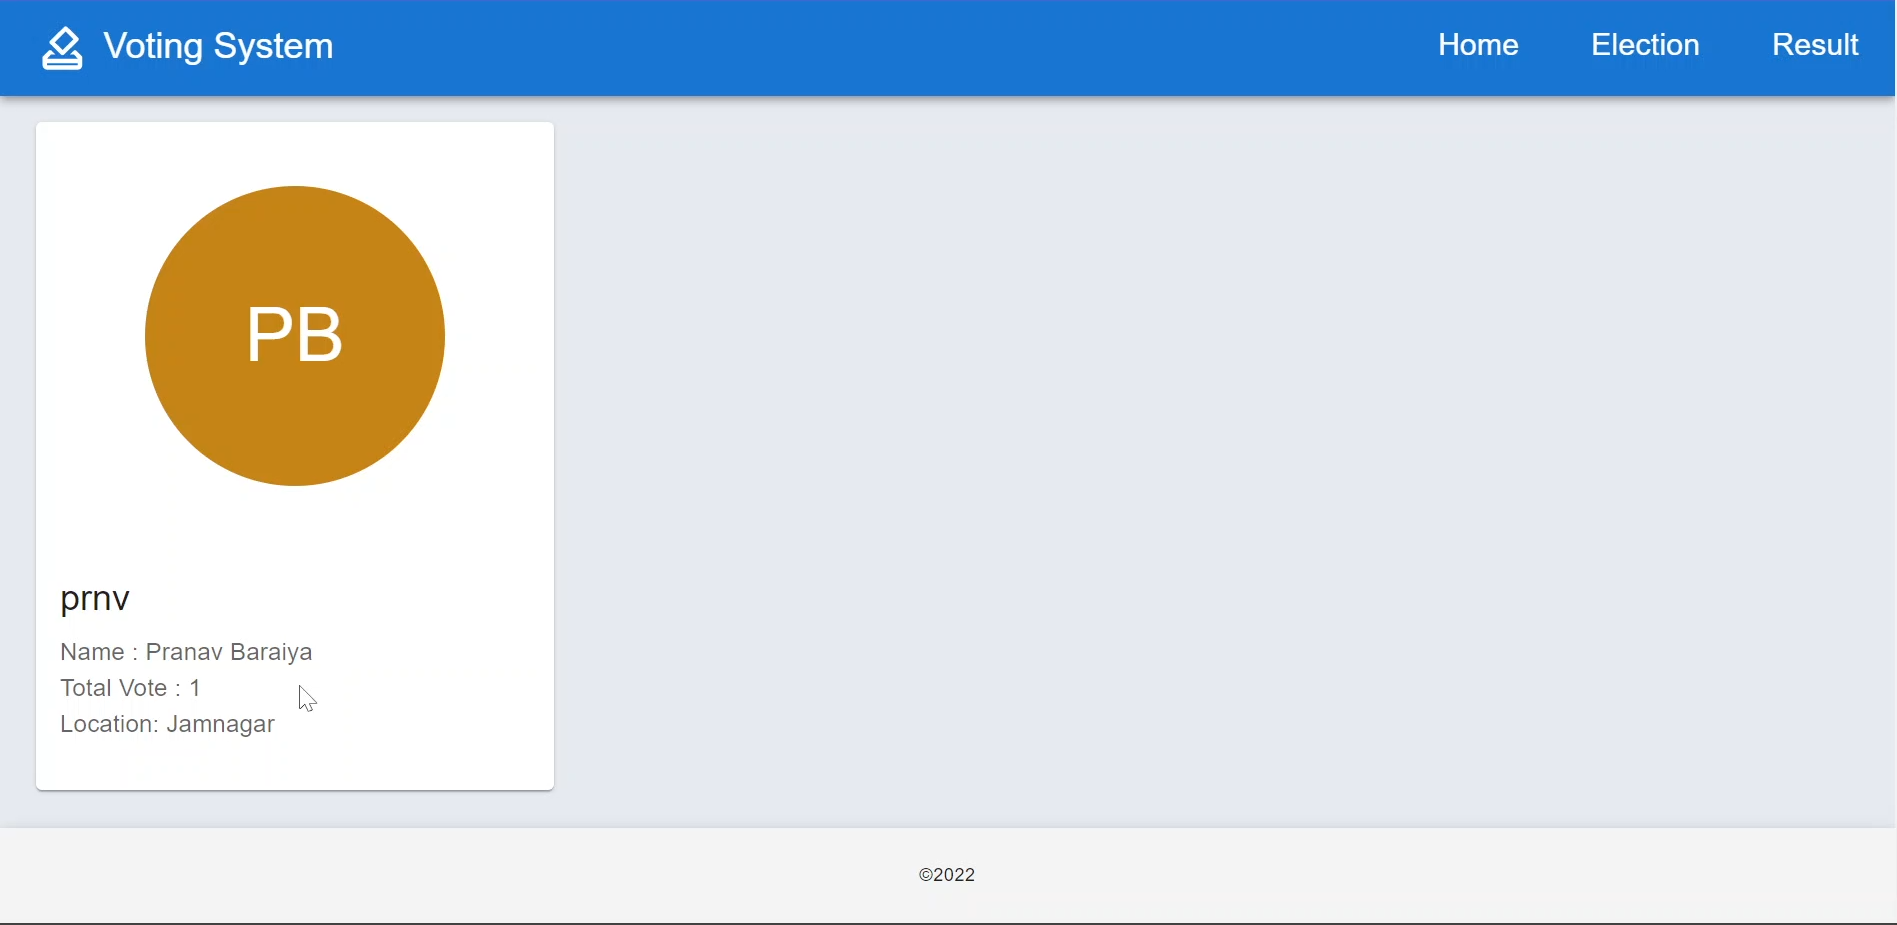 Voting System
Home
Election
Result
PB
prnv
Name : Pranav Baraiya
Total Vote : 1
Location: Jamnagar
©2022